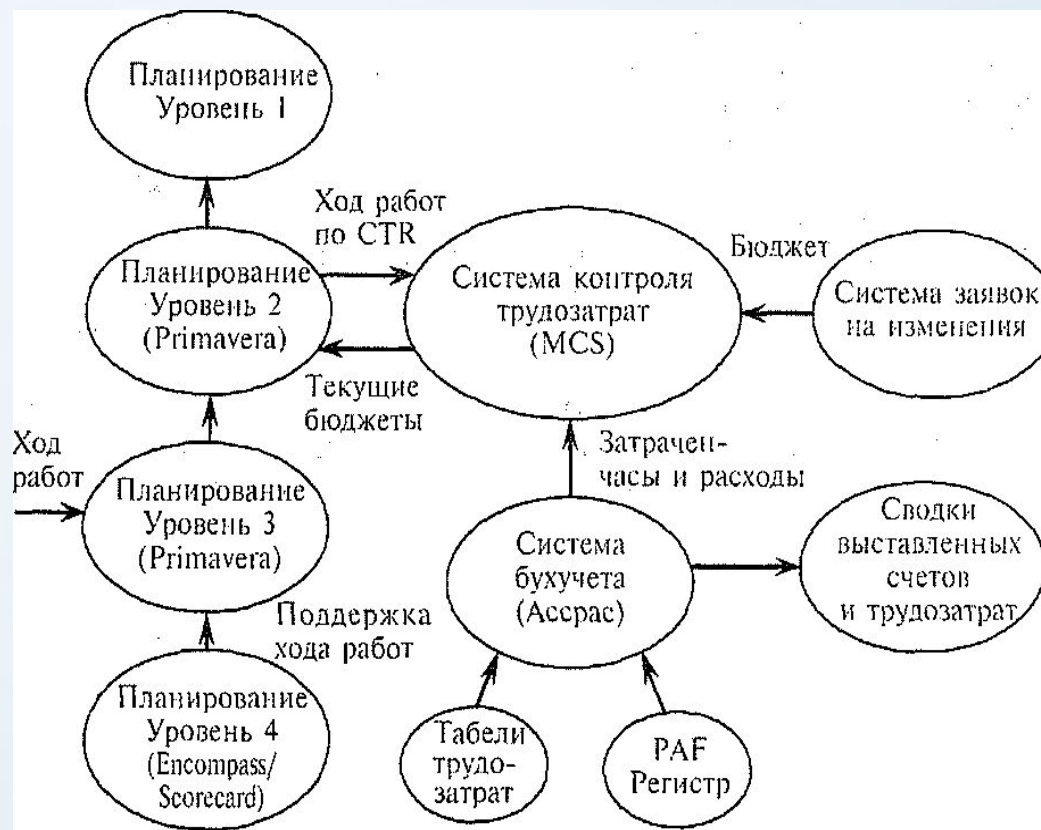 Планирование
Уровень 1
Ход работ
по CTR
Планирование
Уровень 2
(Primavera)
Система контроля
трудозатрат
(MCS)
Бюджет
Система заявок
на изменения
Текущие
бюджеты
Ход
работ
Планирование
Уровень 3
(Primavera)
Затрачен-
часы и расходы
Система
бухучета
(Accpac)
Сводки
выставленных
счетов
и трудозатрат
Поддержка
хода работ
Планирование
Уровень 4
(Encompass/
Scorecard)
Табели
трудо-
затрат
PAF
Регистр